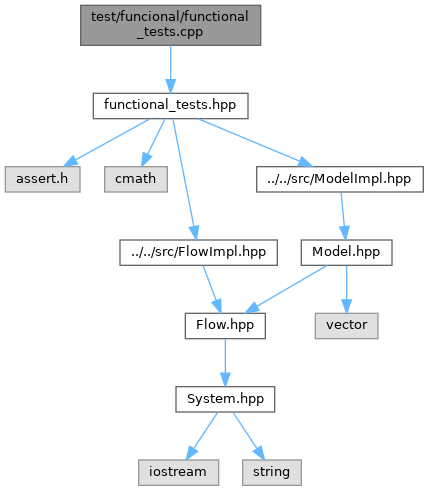 test/funcional/functional
_tests.cpp
functional_tests.hpp
assert.h
cmath
../../src/ModelImpl.hpp
../../src/FlowImpl.hpp
Model.hpp
Flow.hpp
vector
System.hpp
iostream
string